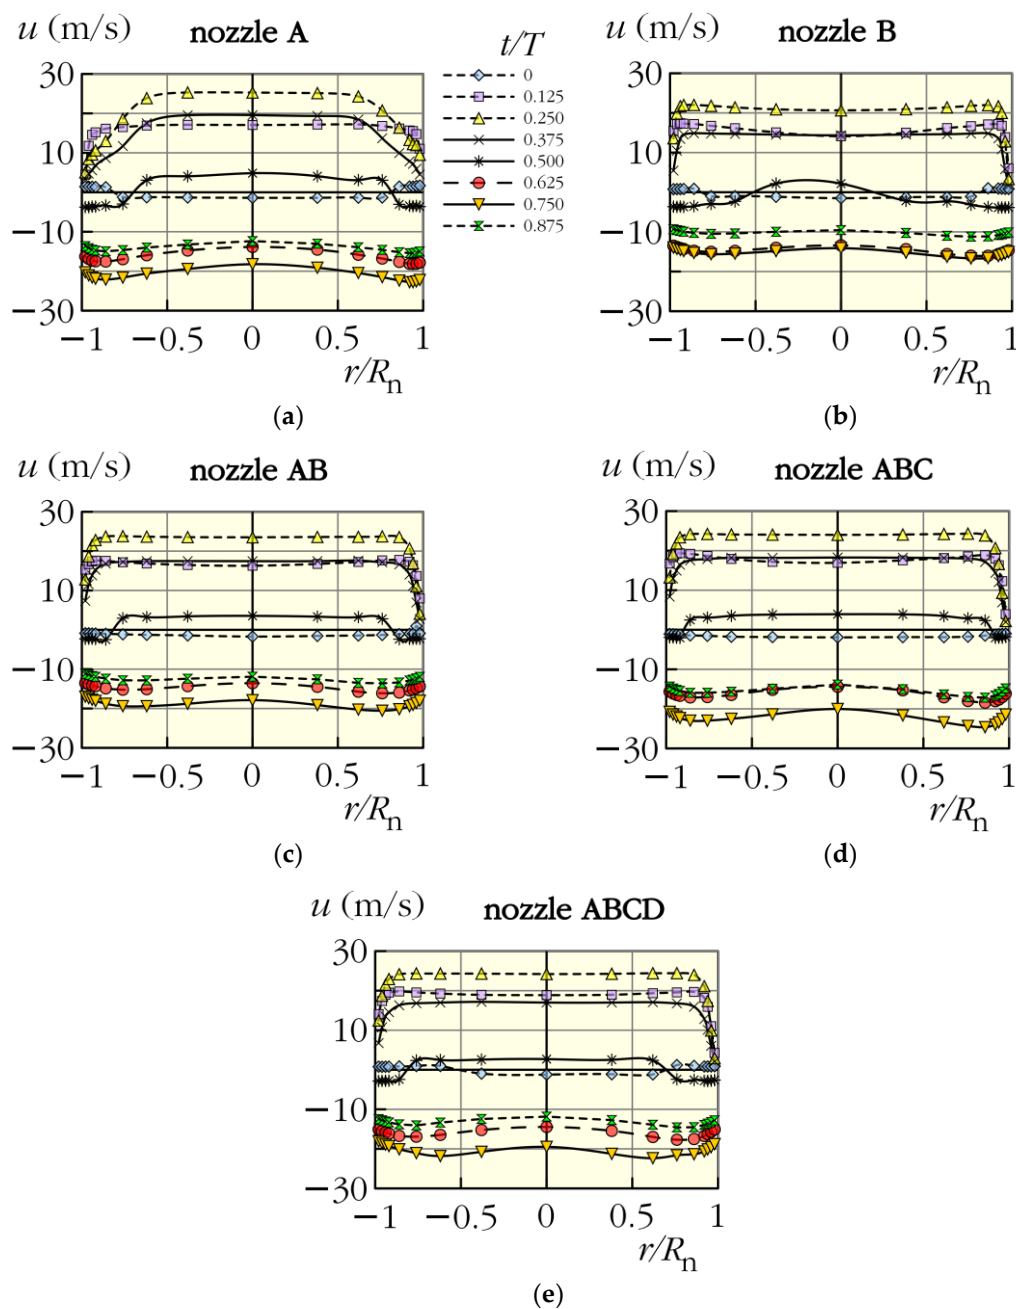 u (m/s) nozzle A
30
10
−10
−30
−1 −0.5 0 0.5 1
r/Rn
(a)
t/T
0
0.125
0.250
0.375
0.500
0.625
0.750
0.875
u (m/s) nozzle B
30
10
−10
−30
−1 −0.5 0 0.5 1
r/Rn
(b)
u (m/s) nozzle AB
30
10
−10
−30
−1 −0.5 0 0.5 1
r/Rn
(c)
u (m/s) nozzle ABC
30
10
−10
−30
−1 −0.5 0 0.5 1
r/Rn
(d)
u (m/s) nozzle ABCD
30
10
−10
−30
−1 −0.5 0 0.5 1
r/Rn
(e)